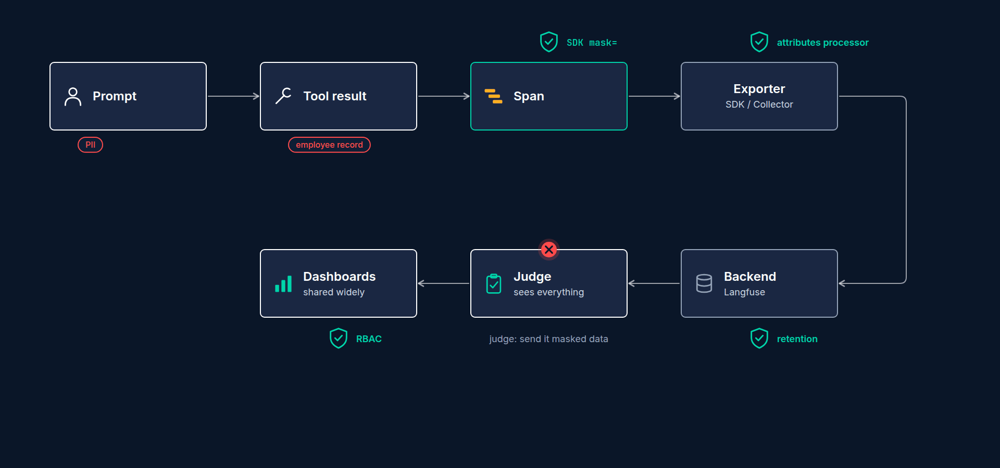 SDK mask=
attributes processor
Prompt
Tool result
Span
Exporter
SDK / Collector
PII
employee record
Dashboards
shared widely
Judge
sees everything
Backend
Langfuse
RBAC
judge: send it masked data
retention